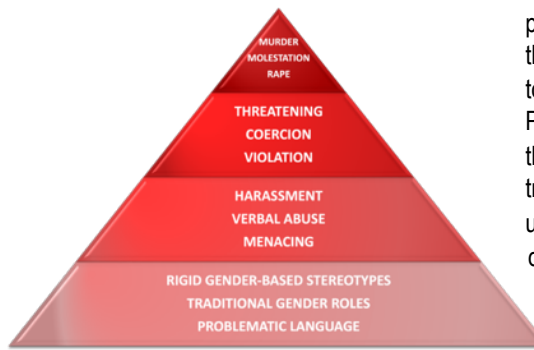 MURDER
MOLESTATION
RAPE
THREATENING
COERCION
VIOLATION
HARASSMENT
VERBAL ABUSE
MENACING
RIGID GENDER-BASED STEREOTYPES
TRADITIONAL GENDER ROLES
PROBLEMATIC LANGUAGE